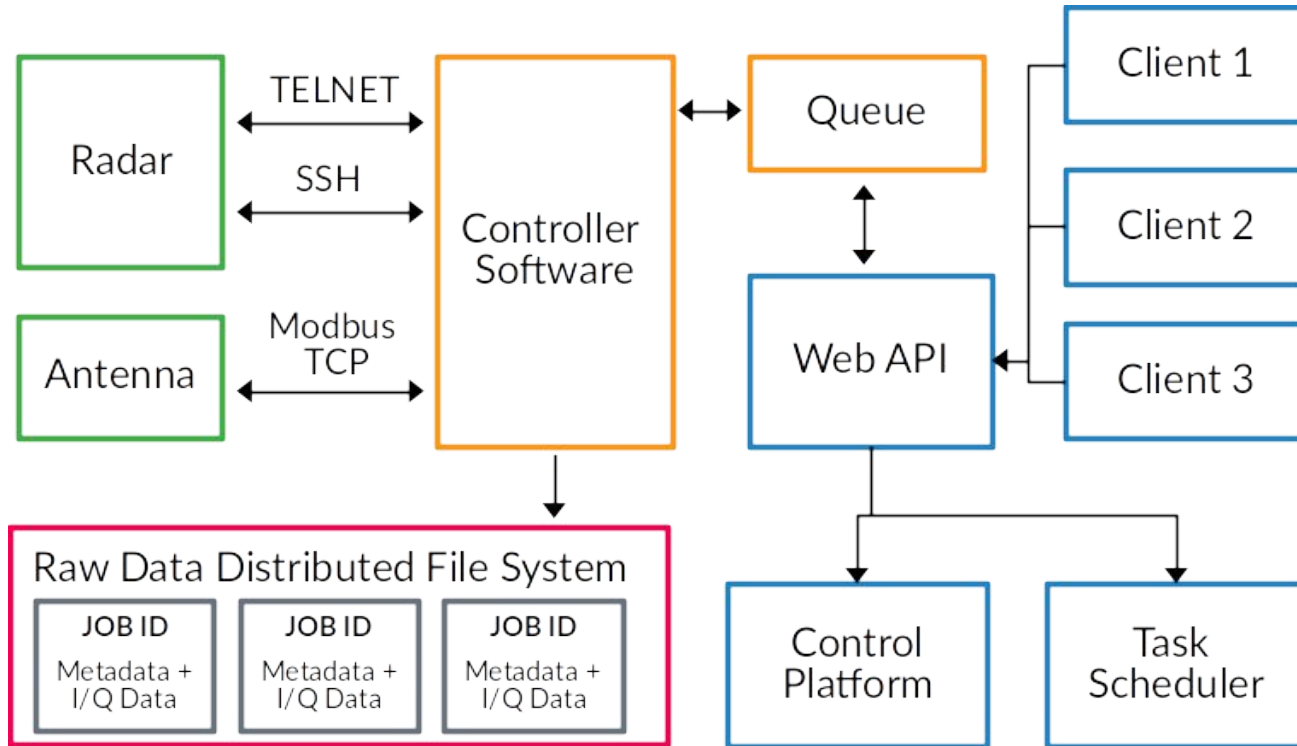 Radar
TELNET
SSH
Antenna
Modbus
TCP
Controller
Software
Queue
Web API
Client 1
Client 2
Client 3
Raw Data Distributed File System
JOB ID
Metadata +
I/Q Data
JOB ID
Metadata +
I/Q Data
JOB ID
Metadata +
I/Q Data
Control
Platform
Task
Scheduler